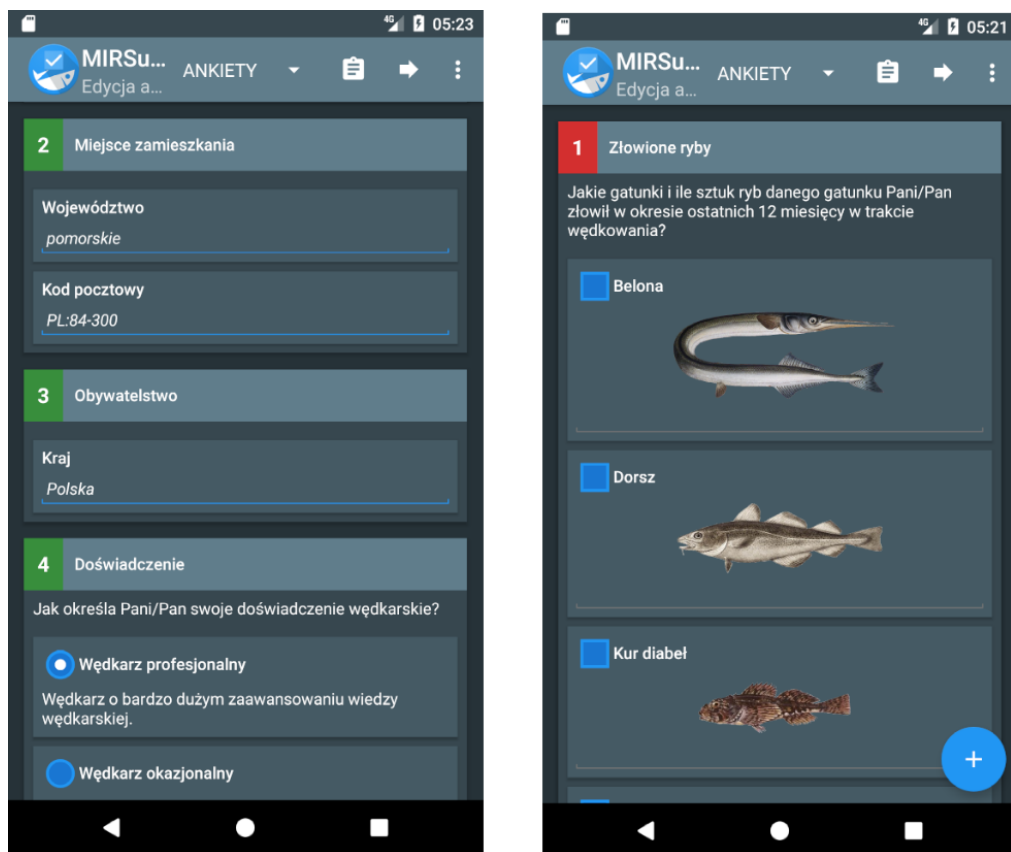 4G 05:23
MIRSu...
Edycja a...
ANKIETY
2 Miejsce zamieszkania
Województwo
pomorskie
Kod pocztowy
PL:84-300
3 Obywatelstwo
Kraj
Polska
4 Doświadczenie
Jak określa Pani/Pan swoje doświadczenie wędkarskie?
Wędkarz profesjonalny
Wędkarz o bardzo dużym zaawansowaniu wiedzy
wędkarskiej.
Wędkarz okazjonalny
4G 05:21
MIRSu...
Edycja a...
ANKIETY
1 Złowione ryby
Jakie gatunki i ile sztuk ryb danego gatunku Pani/Pan
złowił w okresie ostatnich 12 miesięcy w trakcie
wędkowania?
Belona
Dorsz
Kur diabeł
+